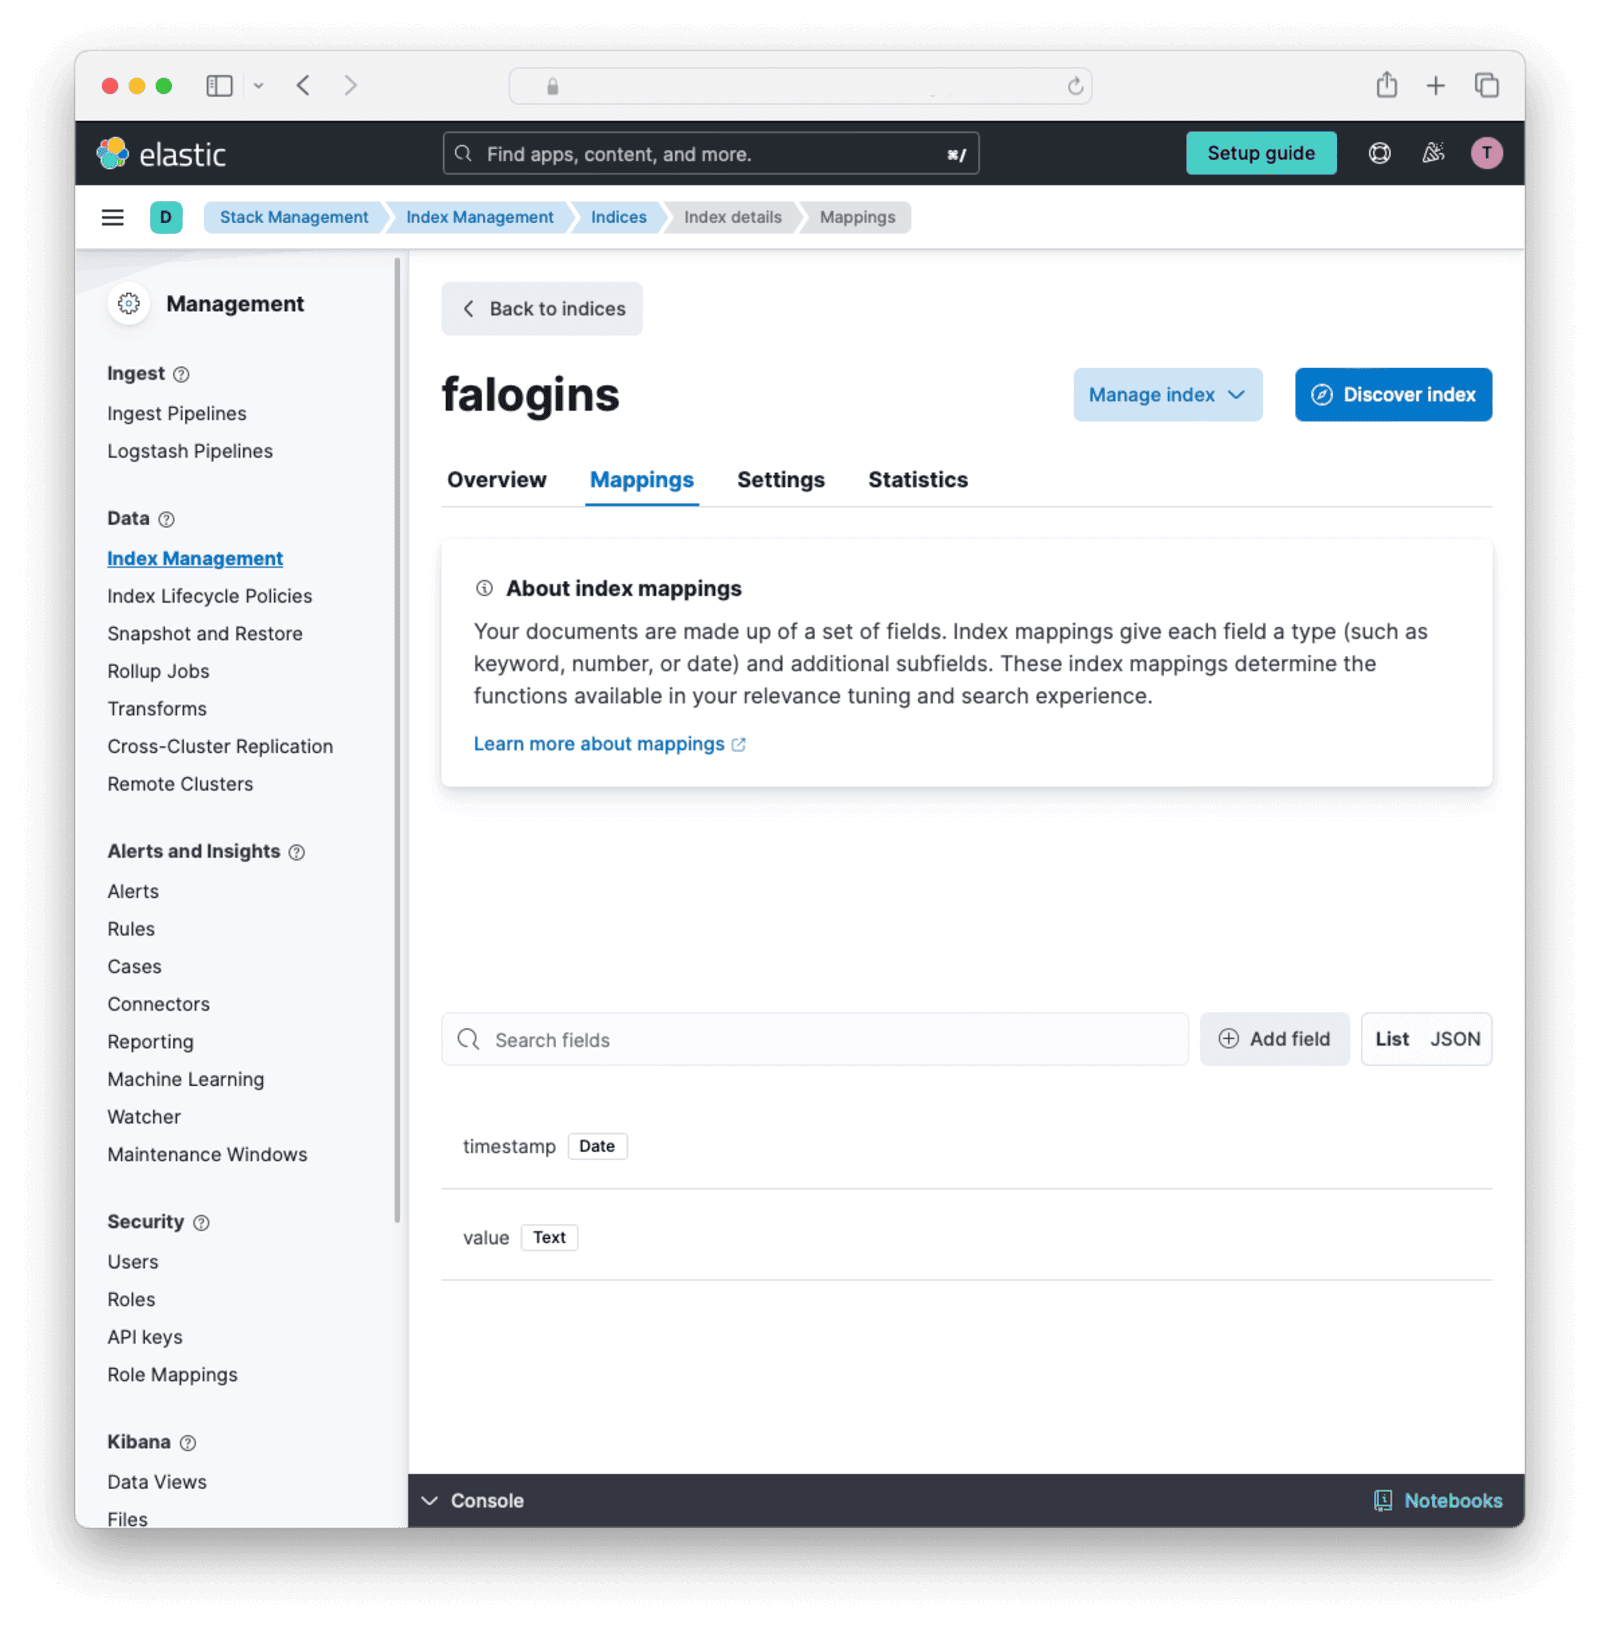 elastic
Find apps, content, and more.
⌘/
Setup guide
T
D
Stack Management
Index Management
Indices
Index details
Mappings
Management
Ingest
Ingest Pipelines
Logstash Pipelines
Data
Index Management
Index Lifecycle Policies
Snapshot and Restore
Rollup Jobs
Transforms
Cross-Cluster Replication
Remote Clusters
Alerts and Insights
Alerts
Rules
Cases
Connectors
Reporting
Machine Learning
Watcher
Maintenance Windows
Security
Users
Roles
API keys
Role Mappings
Kibana
Data Views
Files
Back to indices
falogins
Manage index
Discover index
Overview
Mappings
Settings
Statistics
About index mappings
Your documents are made up of a set of fields. Index mappings give each field a type (such as
keyword, number, or date) and additional subfields. These index mappings determine the
functions available in your relevance tuning and search experience.
Learn more about mappings
Search fields
Add field
List
JSON
timestamp Date
value Text
Console
Notebooks